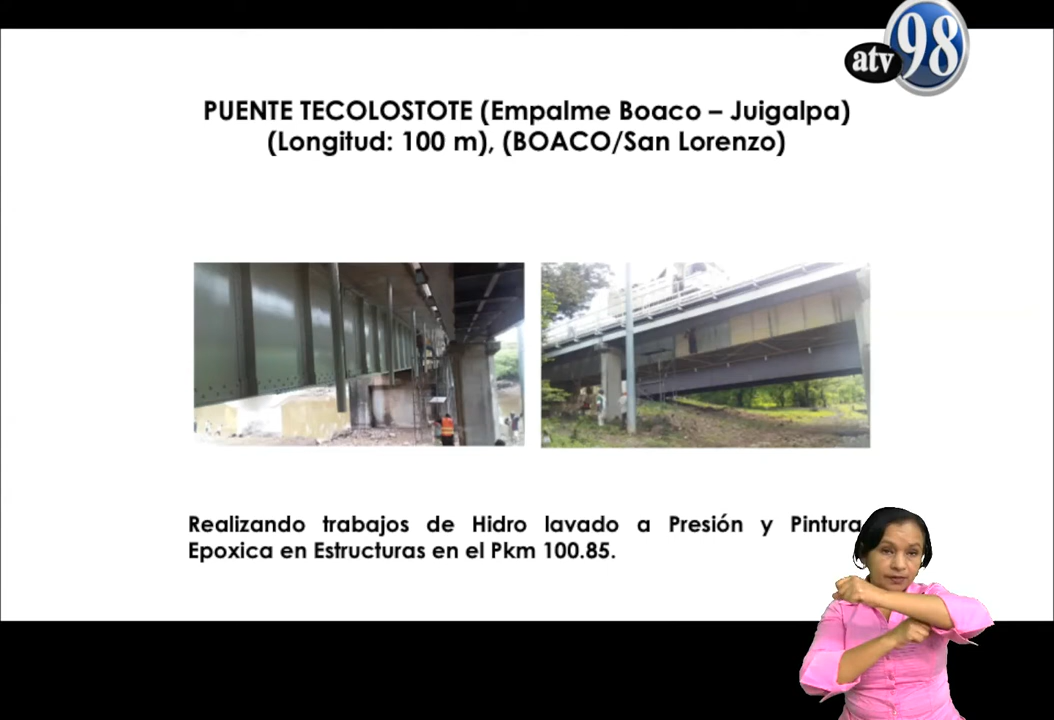 atv 98
PUENTE TECOLOSTOTE (Empalme Boaco – Juigalpa)
(Longitud: 100 m), (BOACO/San Lorenzo)
Realizando trabajos de Hidro lavado a Presión y Pintura
Epoxica en Estructuras en el Pkm 100.85.